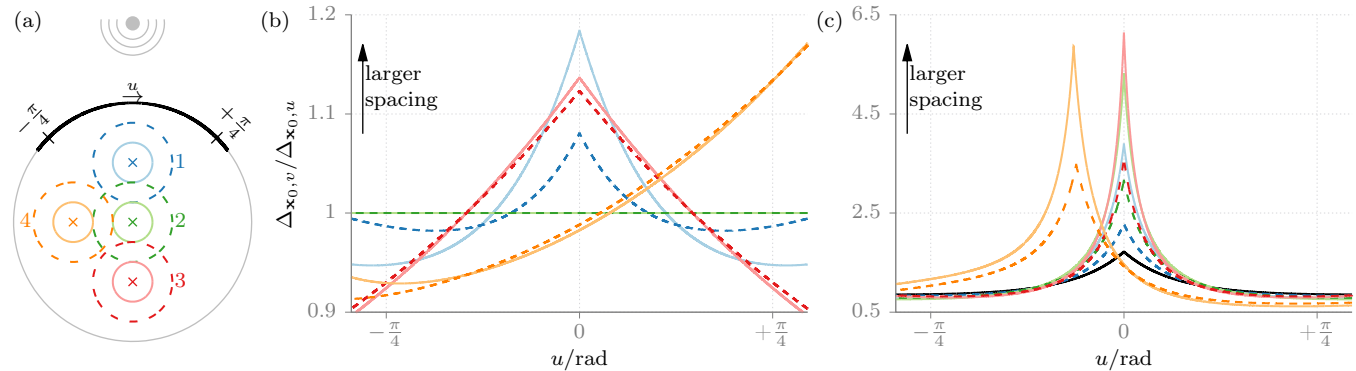 (a)
u
−π/4
+π/4
1
2
3
4
(b)
1.2
1.1
1
0.9
Δ𝐱₀,v/Δ𝐱₀,u
larger
spacing
−π/4
0
+π/4
u/rad
(c)
6.5
4.5
2.5
0.5
larger
spacing
−π/4
0
+π/4
u/rad